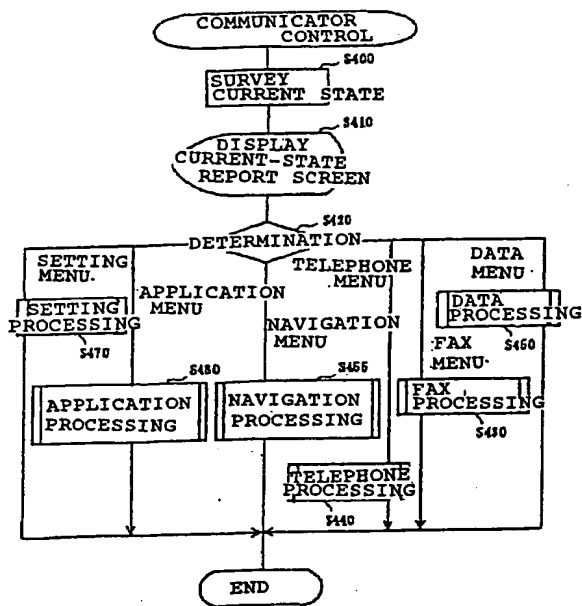 COMMUNICATOR
CONTROL
S400
SURVEY
CURRENT STATE
S410
DISPLAY
CURRENT-STATE
REPORT SCREEN
S420
DETERMINATION
SETTING
MENU.
APPLICATION
MENU
NAVIGATION
MENU
TELEPHONE
MENU
FAX
MENU
DATA
MENU
SETTING
PROCESSING
S470
S480
APPLICATION
PROCESSING
S455
NAVIGATION
PROCESSING
TELEPHONE
PROCESSING
S440
FAX
PROCESSING
S430
DATA
PROCESSING
S450
END